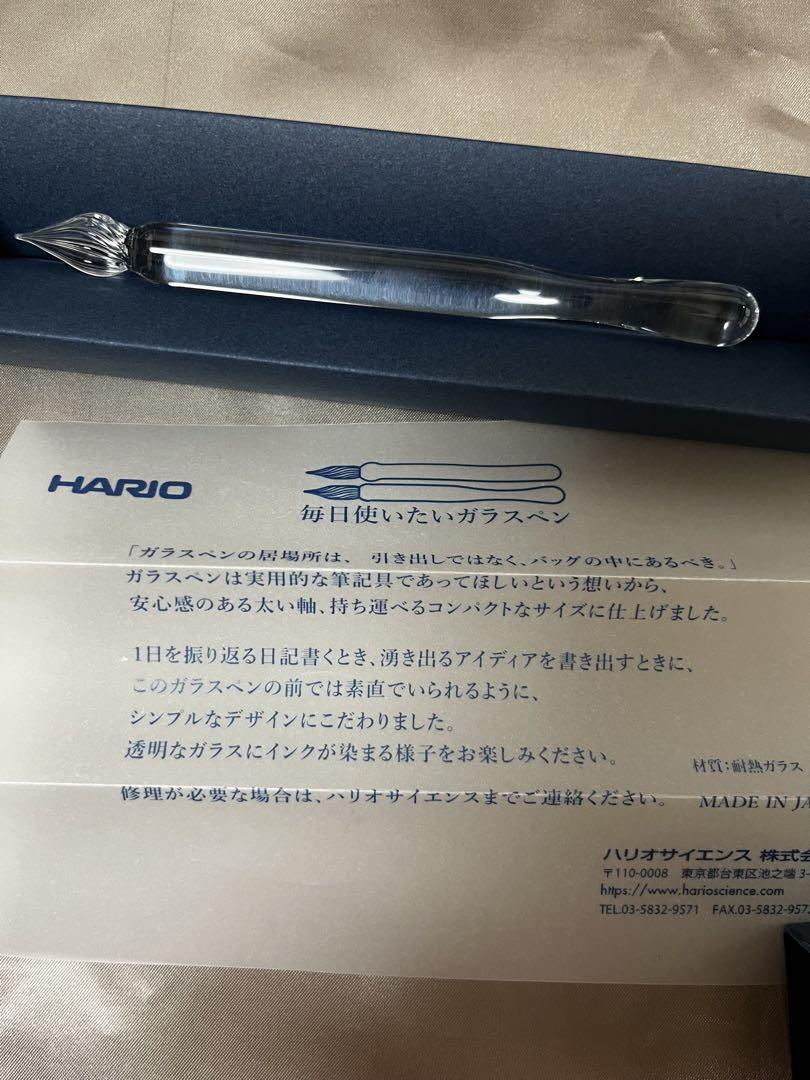 HARIO
毎日使いたいガラスペン
「ガラスペンの居場所は、引き出しではなく、バッグの中にあるべき。」
ガラスペンは実用的な筆記具であってほしいという想いから、
安心感のある太い軸、持ち運べるコンパクトなサイズに仕上げました。
1日を振り返る日記書くとき、湧き出るアイディアを書き出すときに、
このガラスペンの前では素直でいられるように、
シンプルなデザインにこだわりました。
透明なガラスにインクが染まる様子をお楽しみください。
材質:耐熱ガラス
修理が必要な場合は、ハリオサイエンスまでご連絡ください。
MADE IN JA
ハリオサイエンス 株式会
〒110-0008 東京都台東区池之端 3-
https://www.harioscience.com
TEL.03-5832-9571 FAX.03-5832-957